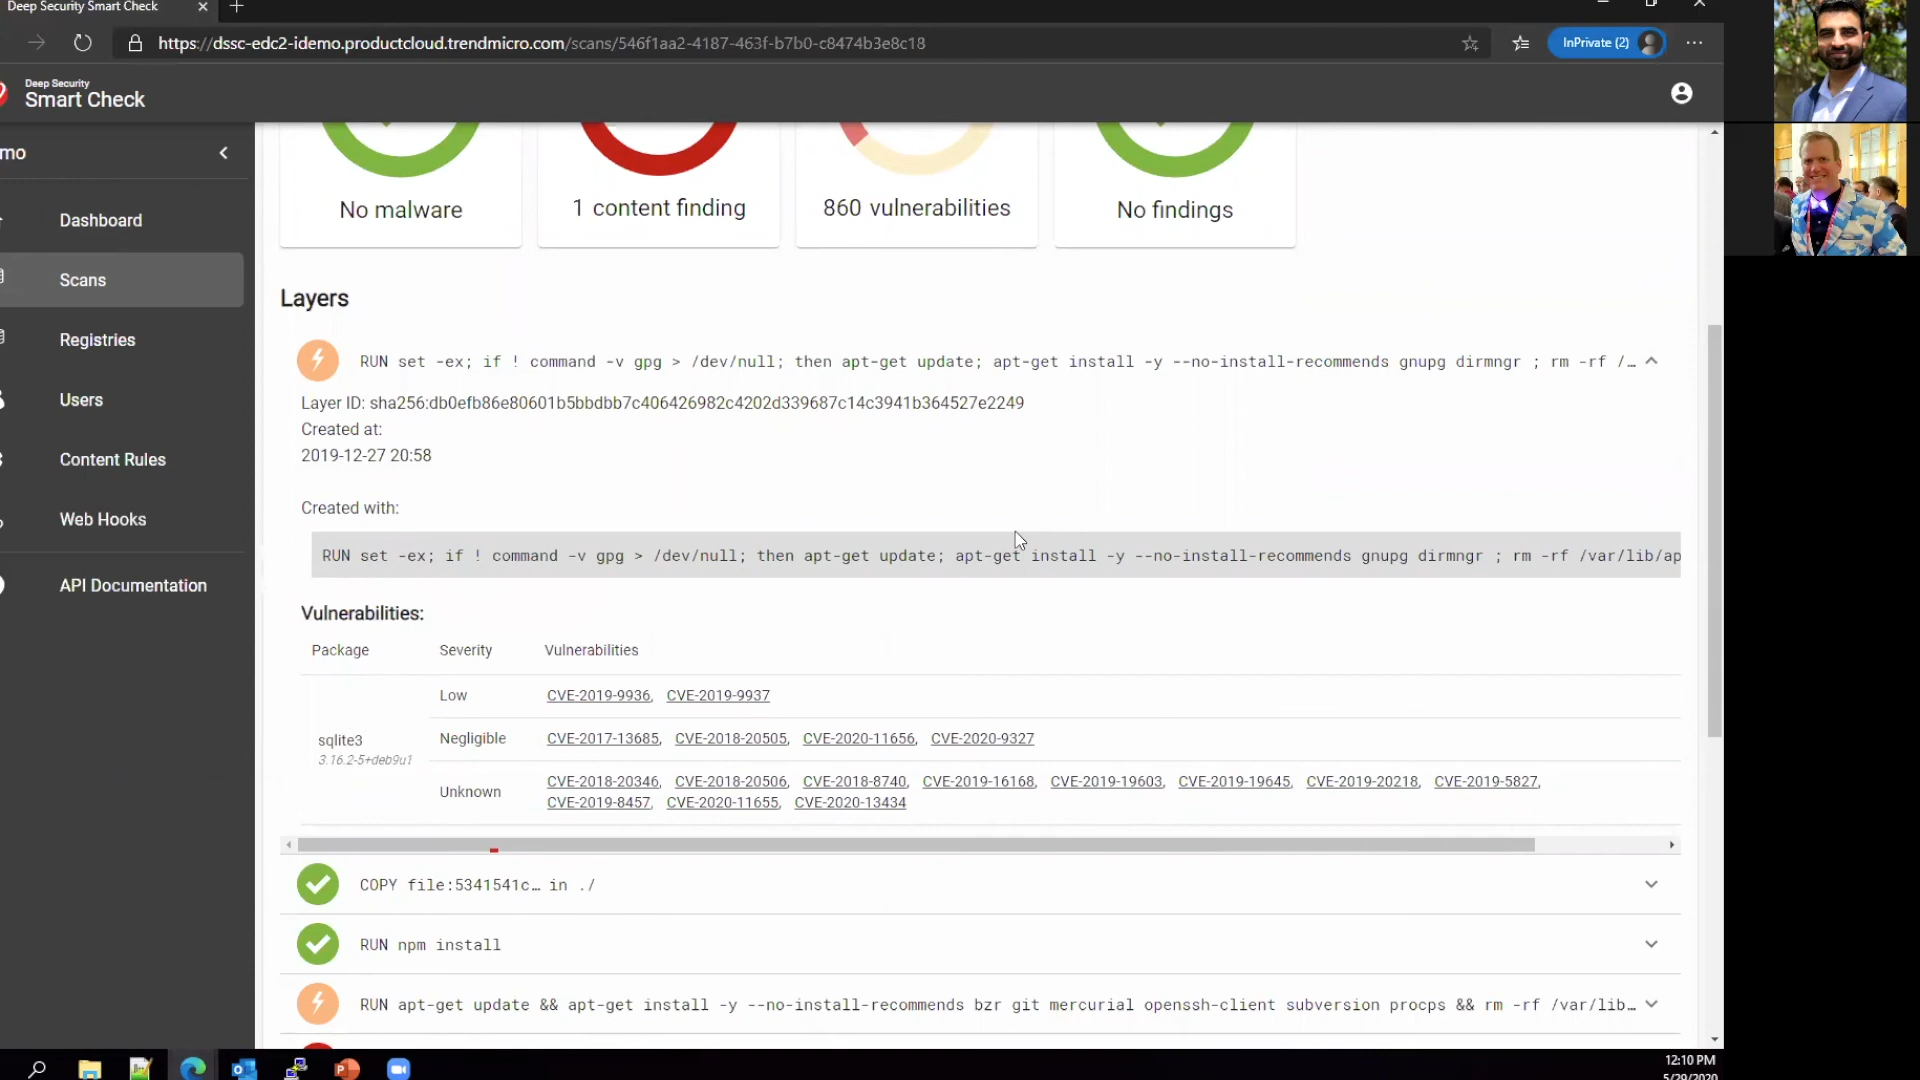 Deep Security Smart Check
https://dssc-edc2-idemo.productcloud.trendmicro.com/scans/546f1aa2-4187-463f-b7b0-c8474b3e8c18
InPrivate (2)
Deep Security
Smart Check
mo
Dashboard
Scans
Registries
Users
Content Rules
Web Hooks
API Documentation
No malware
1 content finding
860 vulnerabilities
No findings
Layers
RUN set -ex; if ! command -v gpg > /dev/null; then apt-get update; apt-get install -y --no-install-recommends gnupg dirmngr ; rm -rf /…
Layer ID: sha256:db0efb86e80601b5bbdbb7c406426982c4202d339687c14c3941b364527e2249
Created at:
2019-12-27 20:58
Created with:
RUN set -ex; if ! command -v gpg > /dev/null; then apt-get update; apt-get install -y --no-install-recommends gnupg dirmngr ; rm -rf /var/lib/ap
Vulnerabilities:
Package Severity Vulnerabilities
sqlite3
3.16.2-5+deb9u1
Low CVE-2019-9936, CVE-2019-9937
Negligible CVE-2017-13685, CVE-2018-20505, CVE-2020-11656, CVE-2020-9327
Unknown CVE-2018-20346, CVE-2018-20506, CVE-2018-8740, CVE-2019-16168, CVE-2019-19603, CVE-2019-19645, CVE-2019-20218, CVE-2019-5827,
CVE-2019-8457, CVE-2020-11655, CVE-2020-13434
COPY file:5341541c… in ./
RUN npm install
RUN apt-get update && apt-get install -y --no-install-recommends bzr git mercurial openssh-client subversion procps && rm -rf /var/lib…
12:10 PM
5/29/2020